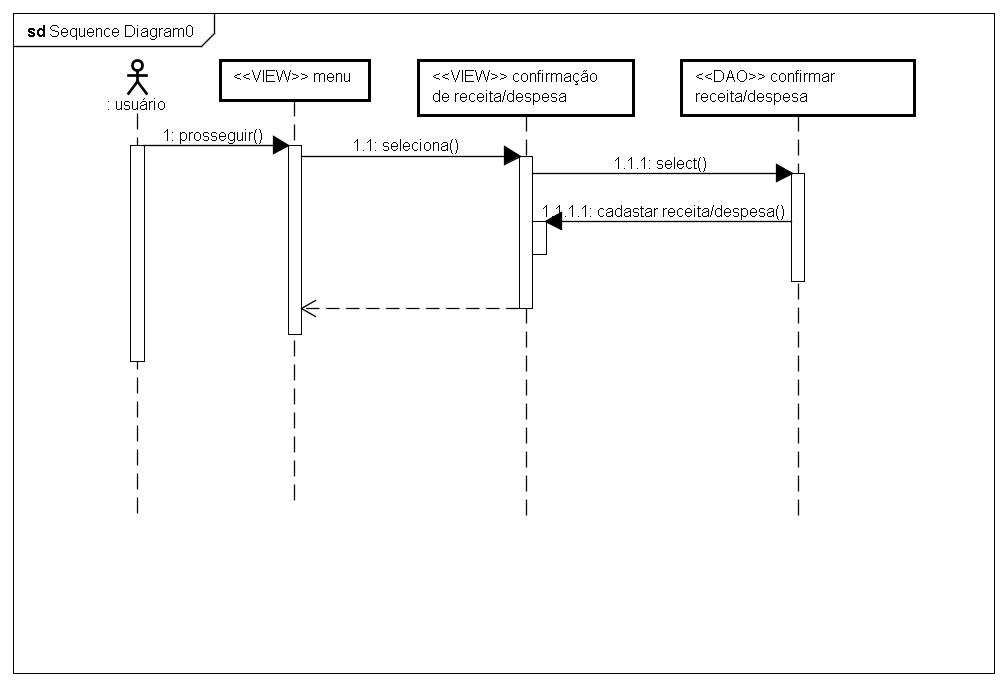 sd Sequence Diagram0
: usuário
<<VIEW>> menu
<<VIEW>> confirmação
de receita/despesa
<<DAO>> confirmar
receita/despesa
1: prosseguir()
1.1: seleciona()
1.1.1: select()
1.1.1.1: cadastar receita/despesa()